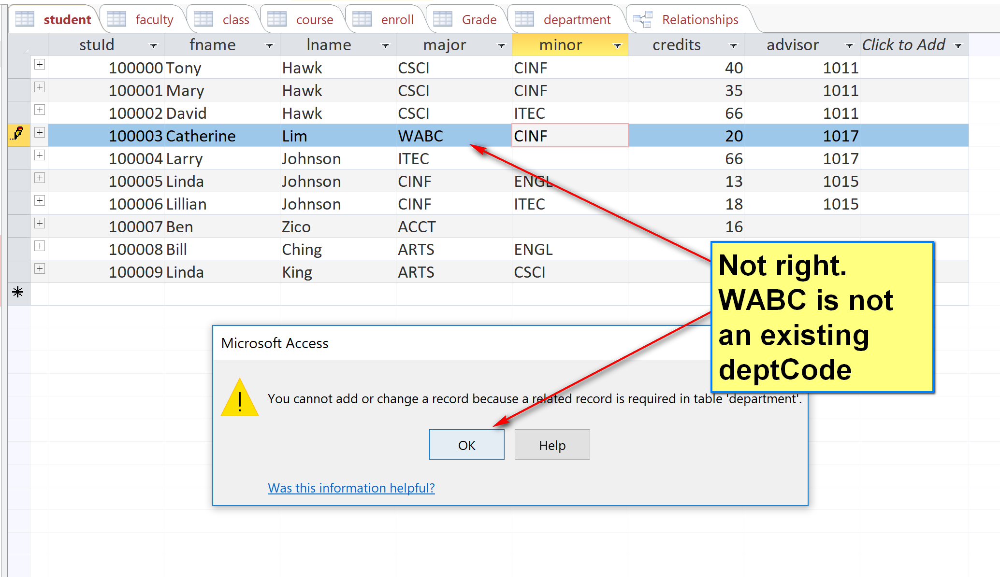 student faculty class course enroll Grade department Relationships
stuId fname lname major minor credits advisor Click to Add
100000 Tony Hawk CSCI CINF 40 1011
100001 Mary Hawk CSCI CINF 35 1011
100002 David Hawk CSCI ITEC 66 1011
100003 Catherine Lim WABC CINF 20 1017
100004 Larry Johnson ITEC 66 1017
100005 Linda Johnson CINF ENGL 13 1015
100006 Lillian Johnson CINF ITEC 18 1015
100007 Ben Zico ACCT 16
100008 Bill Ching ARTS ENGL
100009 Linda King ARTS CSCI
Not right.
WABC is not
an existing
deptCode
Microsoft Access
You cannot add or change a record because a related record is required in table 'department'.
OK Help
Was this information helpful?